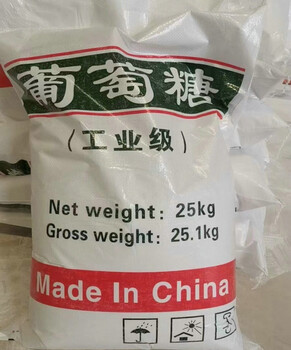 葡萄糖
(工业级)
Net weight: 25kg
Gross weight: 25.1kg
Made In China